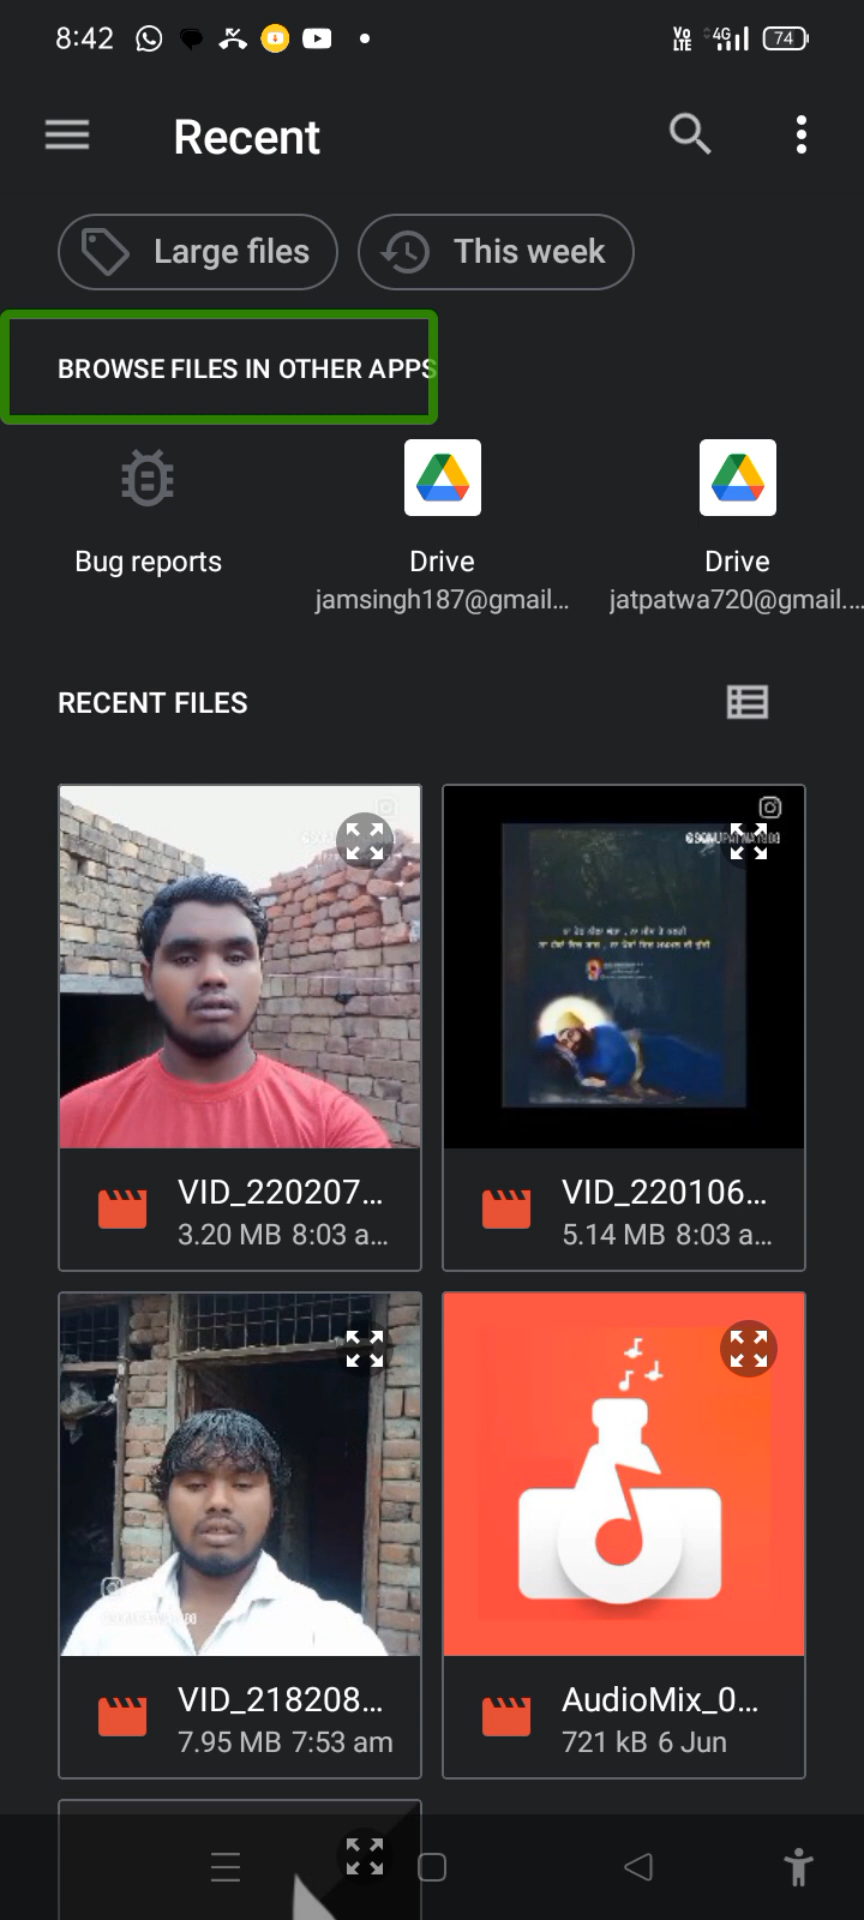 8:42
Vo
LTE
4G
74
Recent
Large files
This week
BROWSE FILES IN OTHER APPS
Bug reports
Drive
Drive
jamsingh187@gmail...
jatpatwa720@gmail....
RECENT FILES
VID_220207...
3.20 MB 8:03 a...
VID_220106...
5.14 MB 8:03 a...
VID_218208...
7.95 MB 7:53 am
AudioMix_0...
721 kB 6 Jun